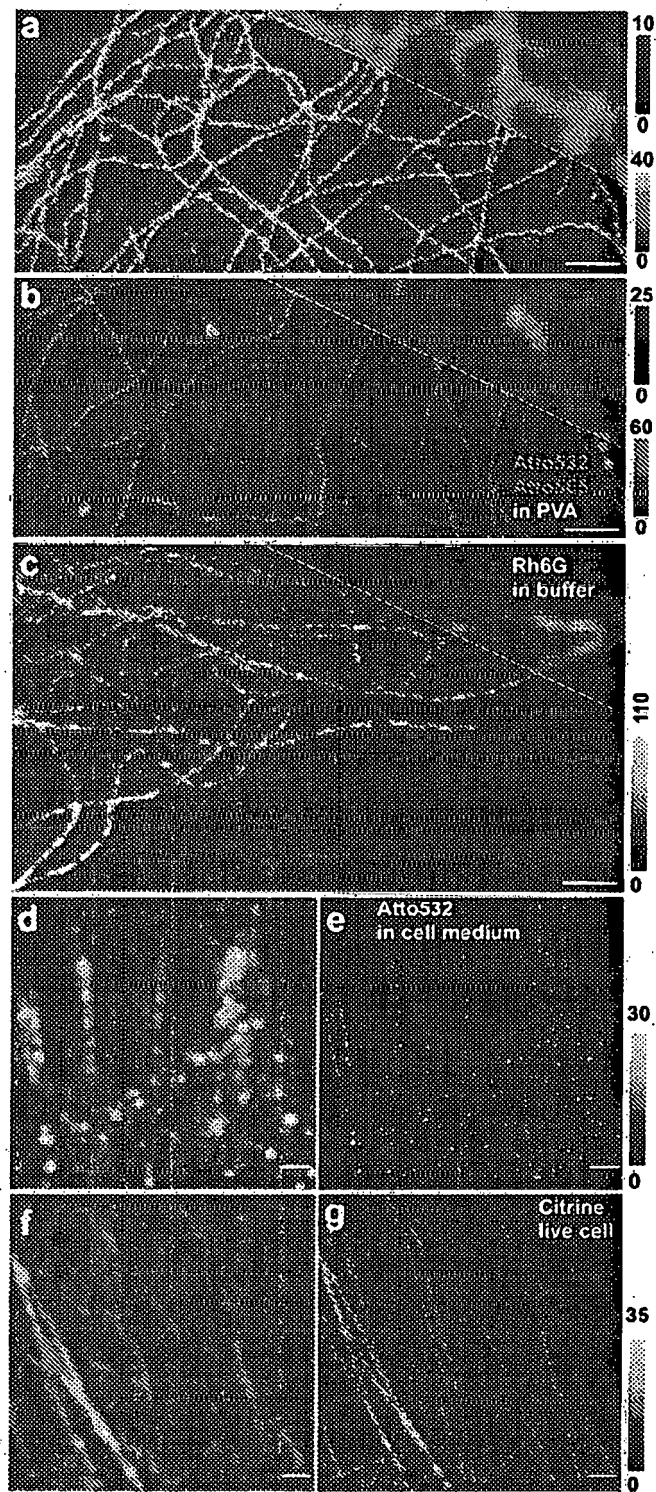 a
10
0
40
0
b
25
0
60
Atto532
in PVA
0
c
Rh6G
in buffer
110
0
d
e
Atto532
in cell medium
30
0
f
g
Citrine
live cell
35
0